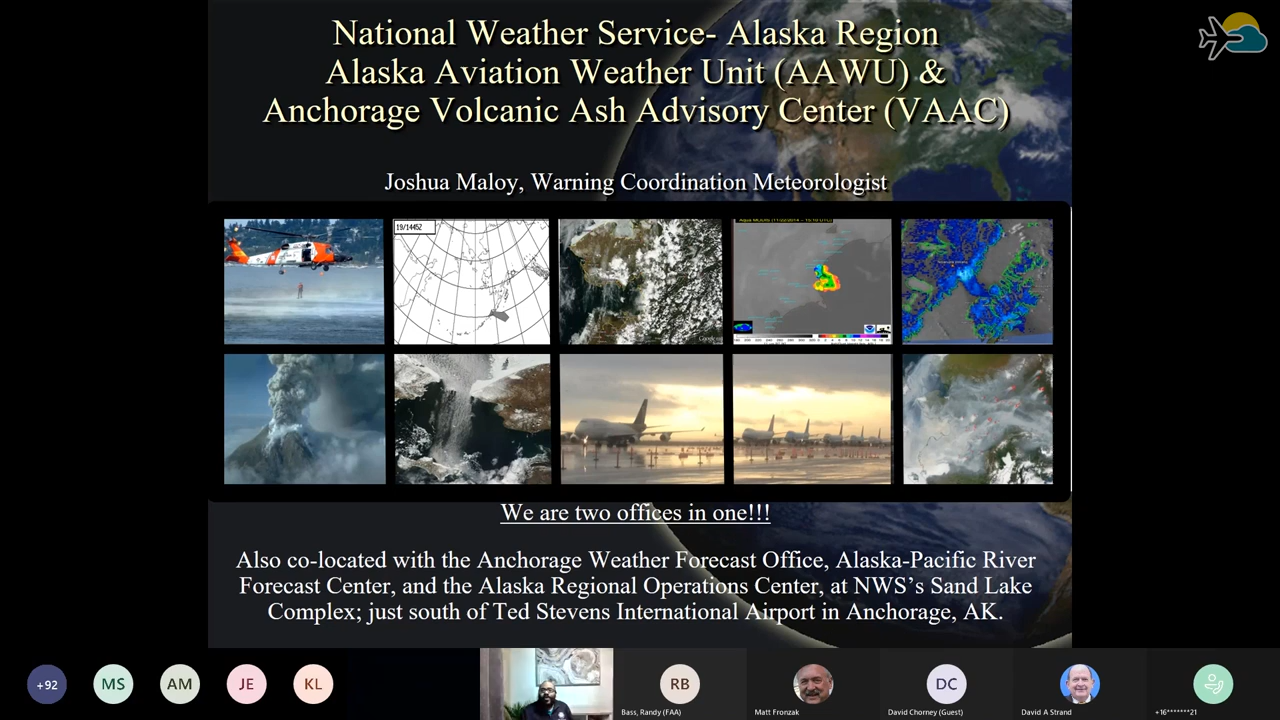 National Weather Service- Alaska Region
Alaska Aviation Weather Unit (AAWU) &
Anchorage Volcanic Ash Advisory Center (VAAC)
Joshua Maloy, Warning Coordination Meteorologist
19/1445Z
We are two offices in one!!!
Also co-located with the Anchorage Weather Forecast Office, Alaska-Pacific River
Forecast Center, and the Alaska Regional Operations Center, at NWS's Sand Lake
Complex; just south of Ted Stevens International Airport in Anchorage, AK.
+92
MS
AM
JE
KL
RB
DC
Bass, Randy (FAA)
Matt Fronzak
David Chorney (Guest)
David A Strand
+16*******21